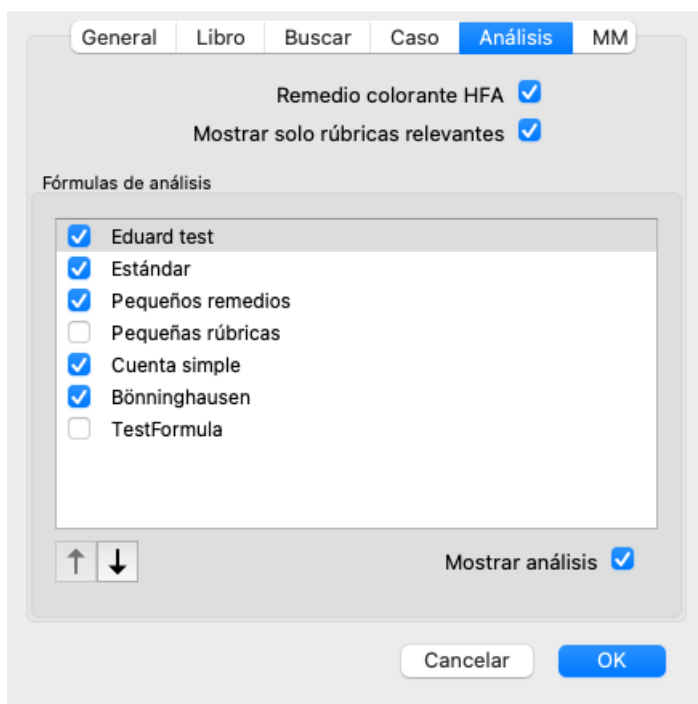 General Libro Buscar Caso Análisis MM
Remedio colorante HFA
Mostrar solo rúbricas relevantes
Fórmulas de análisis
Eduard test
Estándar
Pequeños remedios
Pequeñas rúbricas
Cuenta simple
Bönninghausen
TestFormula
Mostrar análisis
Cancelar OK